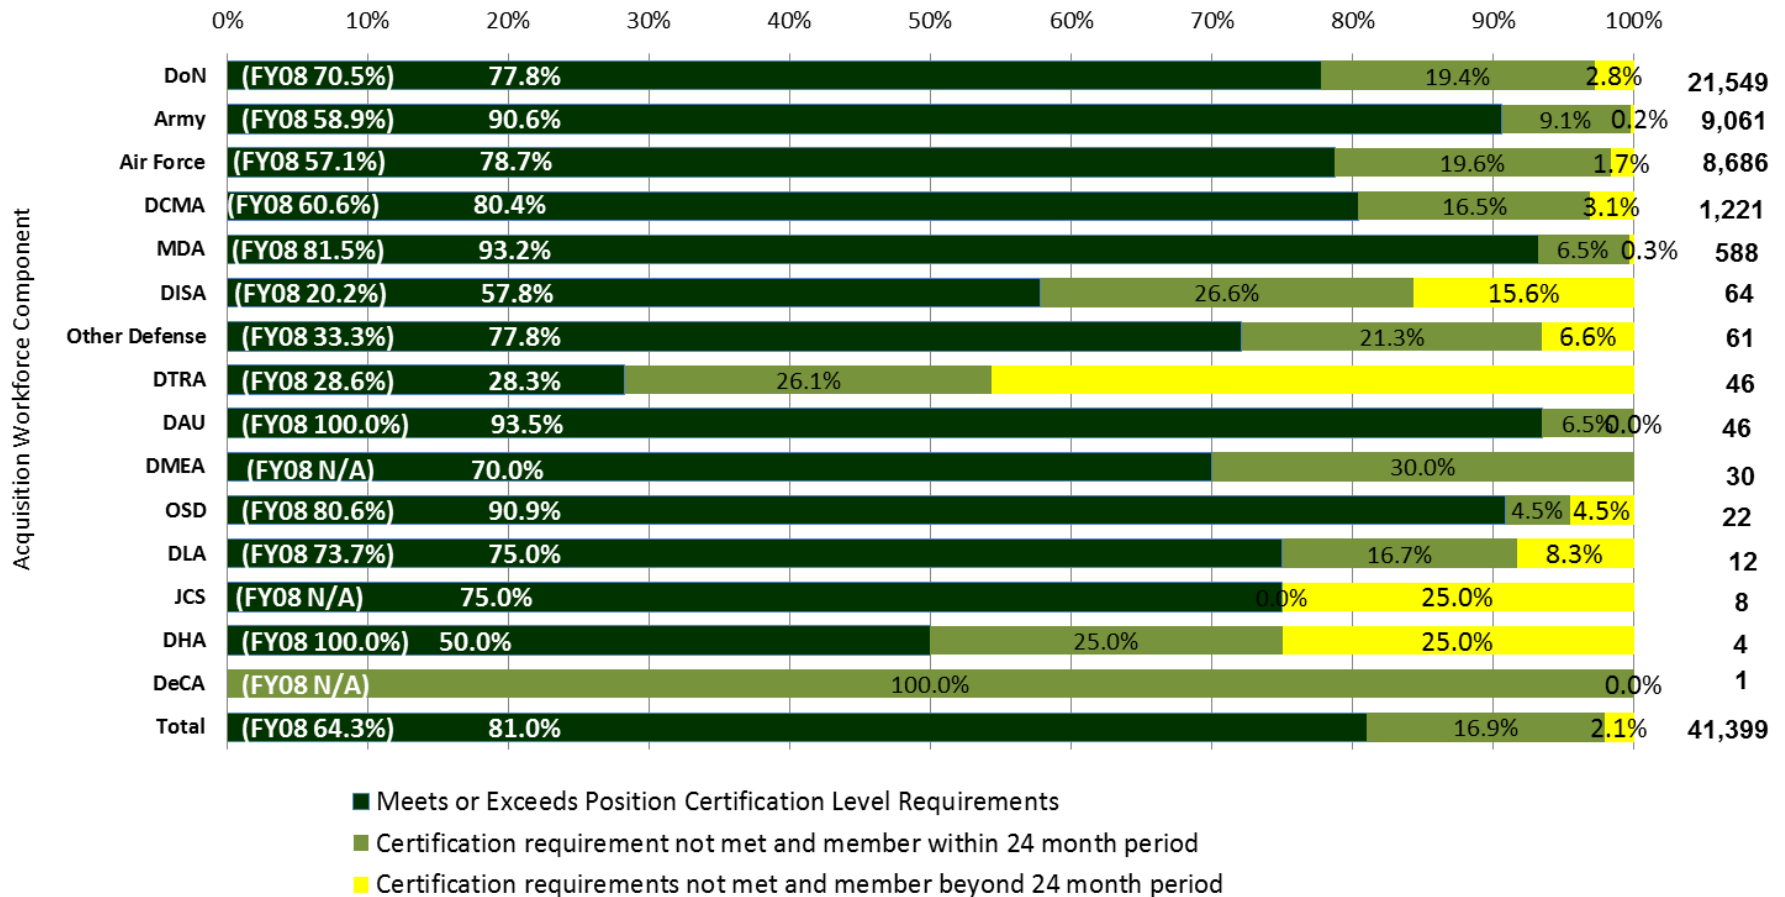 0% 10% 20% 30% 40% 50% 60% 70% 80% 90% 100%
Acquisition Workforce Component
DoN (FY08 70.5%) 77.8% 19.4% 2.8% 21,549
Army (FY08 58.9%) 90.6% 9.1% 0.2% 9,061
Air Force (FY08 57.1%) 78.7% 19.6% 1.7% 8,686
DCMA (FY08 60.6%) 80.4% 16.5% 3.1% 1,221
MDA (FY08 81.5%) 93.2% 6.5% 0.3% 588
DISA (FY08 20.2%) 57.8% 26.6% 15.6% 64
Other Defense (FY08 33.3%) 77.8% 21.3% 6.6% 61
DTRA (FY08 28.6%) 28.3% 26.1% 46
DAU (FY08 100.0%) 93.5% 6.5% 0.0% 46
DMEA (FY08 N/A) 70.0% 30.0% 30
OSD (FY08 80.6%) 90.9% 4.5% 4.5% 22
DLA (FY08 73.7%) 75.0% 16.7% 8.3% 12
JCS (FY08 N/A) 75.0% 0.0% 25.0% 8
DHA (FY08 100.0%) 50.0% 25.0% 25.0% 4
DeCA (FY08 N/A) 100.0% 0.0% 1
Total (FY08 64.3%) 81.0% 16.9% 2.1% 41,399
Meets or Exceeds Position Certification Level Requirements
Certification requirement not met and member within 24 month period
Certification requirements not met and member beyond 24 month period